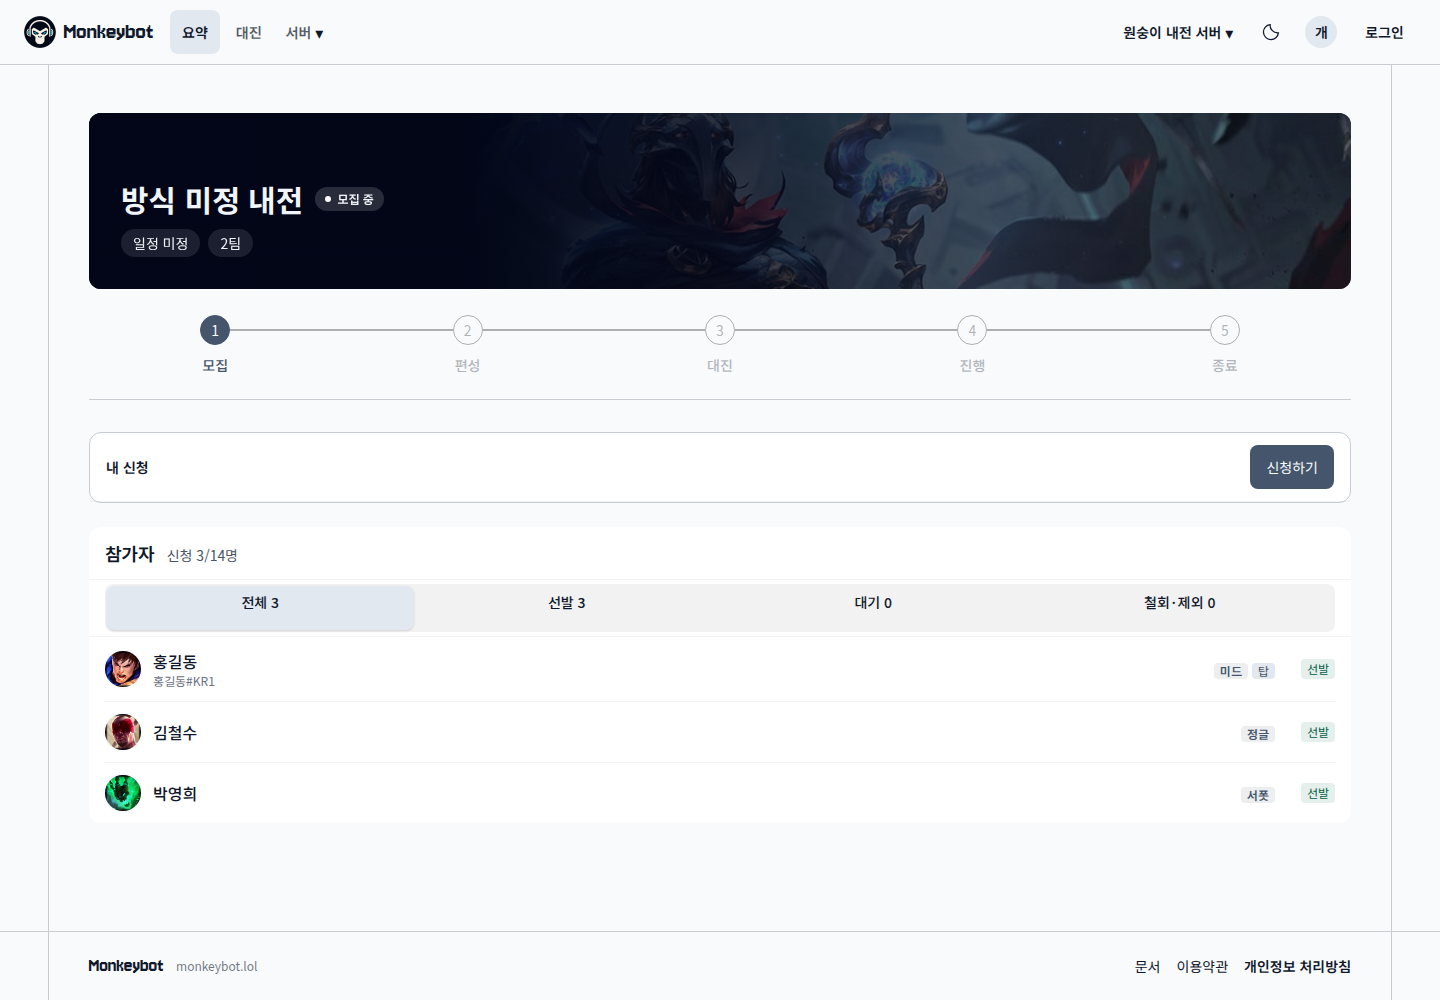 Monkeybot 요약 대진 서버 ▾ 원숭이 내전 서버 ▾ 개 로그인
방식 미정 내전 모집 중
일정 미정 2팀
1 2 3 4 5
모집 편성 대진 진행 종료
내 신청 신청하기
참가자 신청 3/14명
전체 3 선발 3 대기 0 철회·제외 0
홍길동
홍길동#KR1
미드 탑 선발
김철수 정글 선발
박영희 서폿 선발
Monkeybot monkeybot.lol 문서 이용약관 개인정보 처리방침